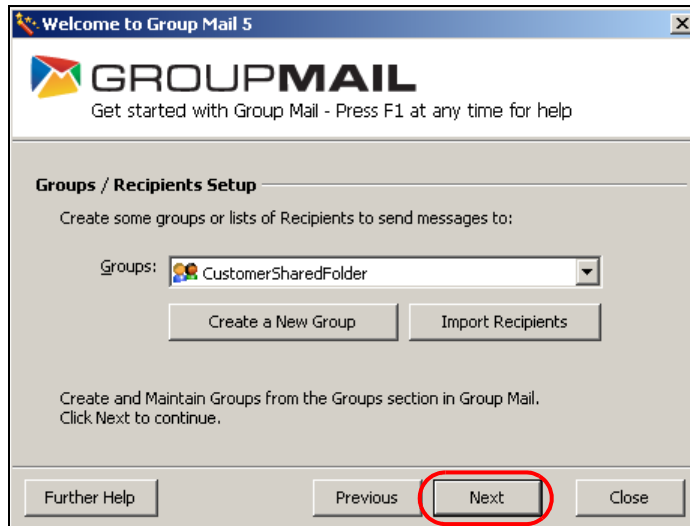 Welcome to Group Mail 5
GROUPMAIL
Get started with Group Mail - Press F1 at any time for help
Groups / Recipients Setup
Create some groups or lists of Recipients to send messages to:
Groups: CustomerSharedFolder
Create a New Group Import Recipients
Create and Maintain Groups from the Groups section in Group Mail.
Click Next to continue.
Further Help Previous Next Close